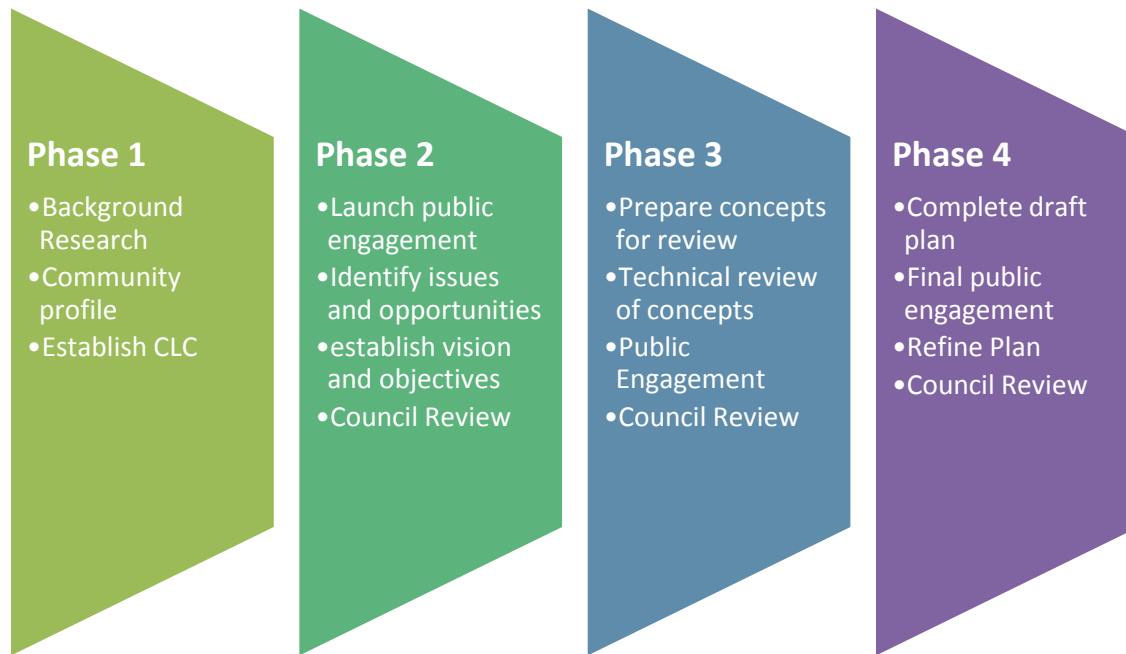 Phase 1
•Background
Research
•Community
profile
•Establish CLC
Phase 2
•Launch public
engagement
•Identify issues
and opportunities
•establish vision
and objectives
•Council Review
Phase 3
•Prepare concepts
for review
•Technical review
of concepts
•Public
Engagement
•Council Review
Phase 4
•Complete draft
plan
•Final public
engagement
•Refine Plan
•Council Review